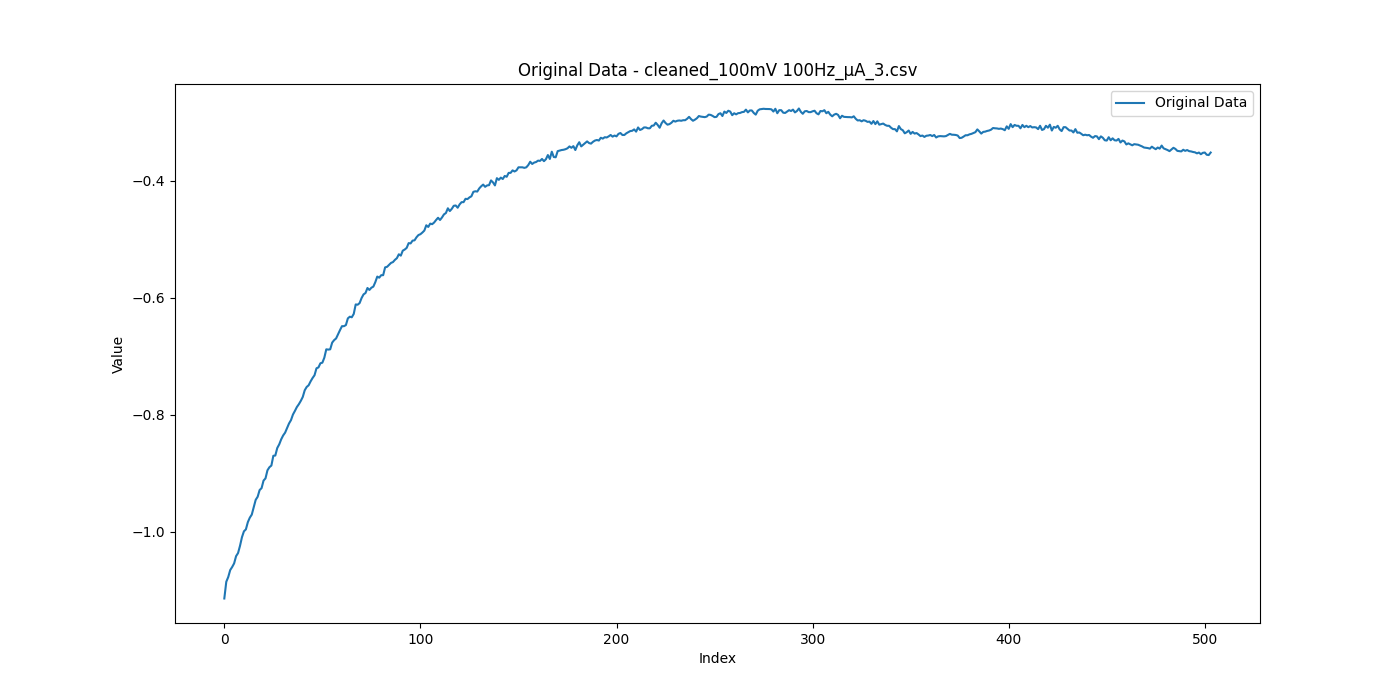 Original Data - cleaned_100mV 100Hz_µA_3.csv
Original Data
Value
−0.4
−0.6
−0.8
−1.0
0
100
200
300
400
500
Index